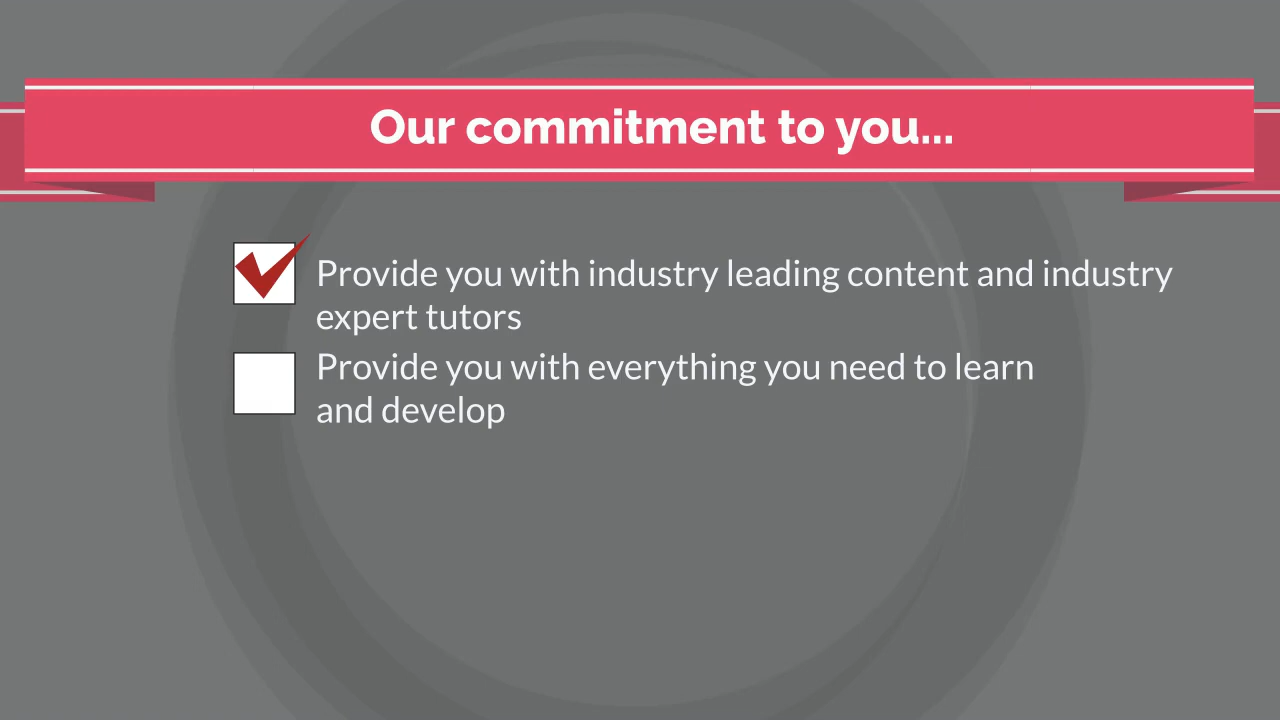 Our commitment to you...
Provide you with industry leading content and industry
expert tutors
Provide you with everything you need to learn
and develop